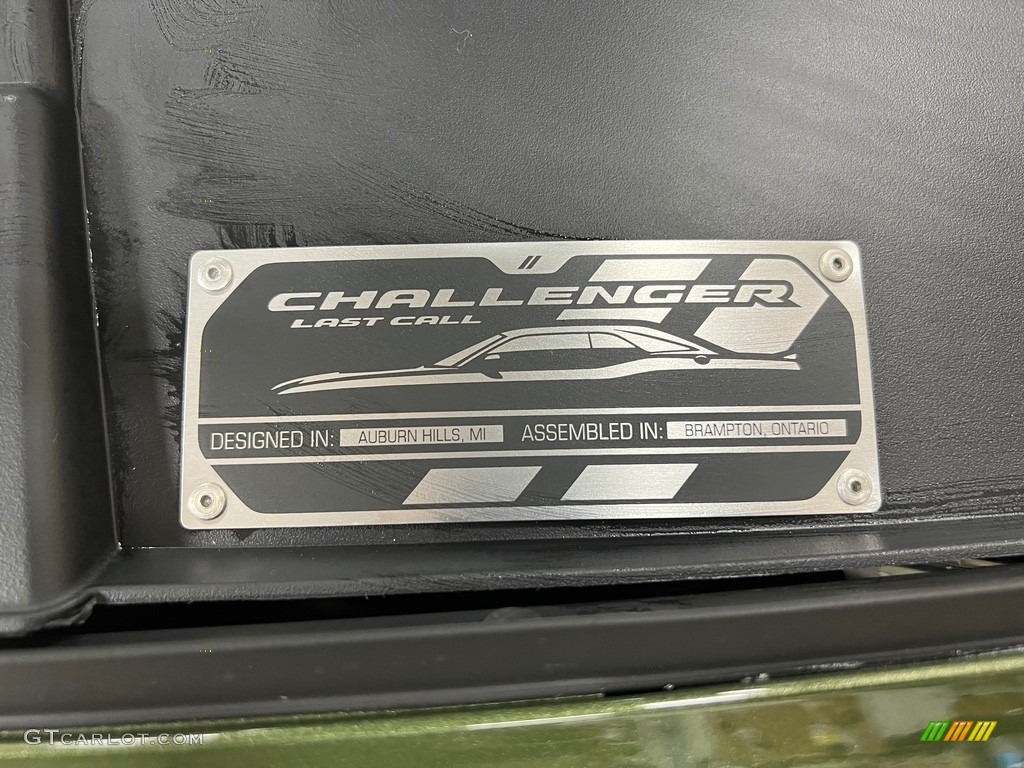 CHALLENGER
LAST CALL
DESIGNED IN: AUBURN HILLS, MI ASSEMBLED IN: BRAMPTON, ONTARIO
GTCARLOT.COM